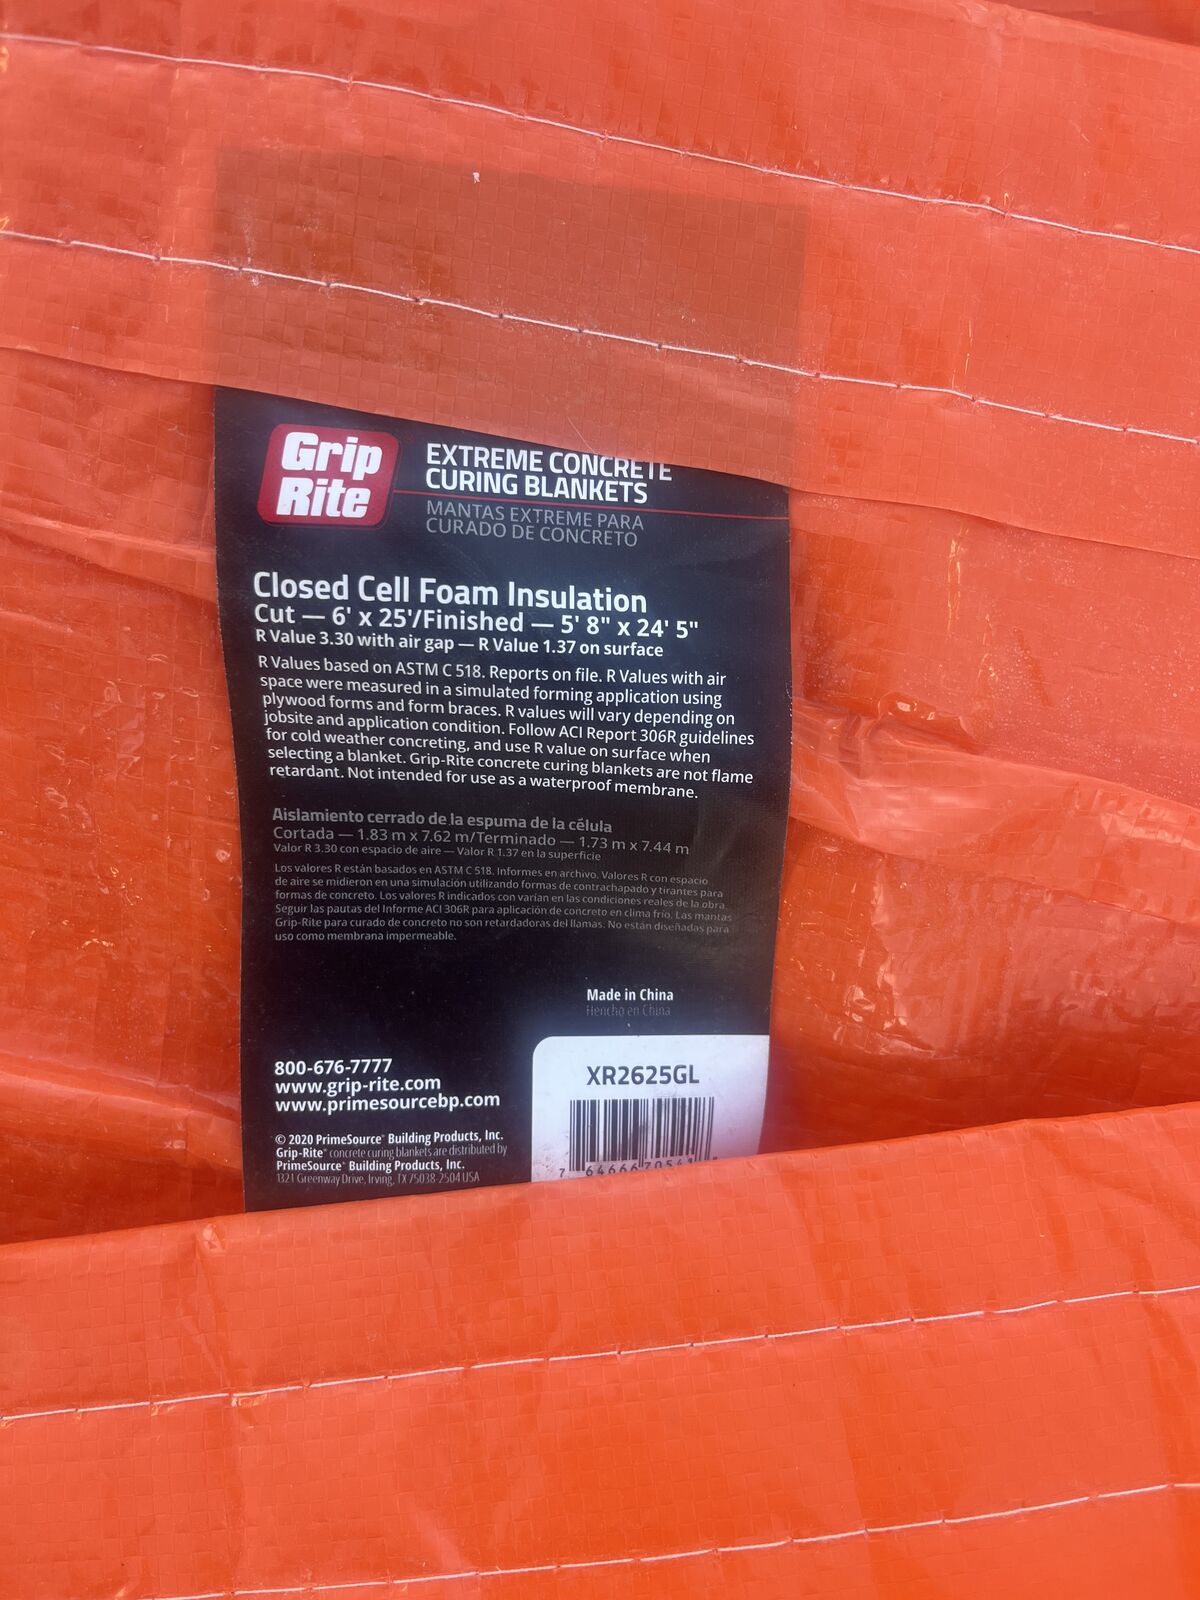 Grip
Rite
EXTREME CONCRETE
CURING BLANKETS
MANTAS EXTREME PARA
CURADO DE CONCRETO
Closed Cell Foam Insulation
Cut — 6' x 25'/Finished — 5' 8" x 24' 5"
R Value 3.30 with air gap — R Value 1.37 on surface
R Values based on ASTM C 518. Reports on file. R Values with air
space were measured in a simulated forming application using
plywood forms and form braces. R values will vary depending on
jobsite and application condition. Follow ACI Report 306R guidelines
for cold weather concreting, and use R value on surface when
selecting a blanket. Grip-Rite concrete curing blankets are not flame
retardant. Not intended for use as a waterproof membrane.
Aislamiento cerrado de la espuma de la célula
Cortada — 1.83 m x 7.62 m/Terminado — 1.73 m x 7.44 m
Valor R 3.30 con espacio de aire — Valor R 1.37 en la superficie
Los valores R están basados en ASTM C 518. Informes en archivo. Valores R con espacio
de aire se midieron en una simulación utilizando formas de contrachapado y tirantes para
formas de concreto. Los valores R indicados con varían en las condiciones reales de la obra.
Seguir las pautas del Informe ACI 306R para aplicación de concreto en clima frío. Las mantas
Grip-Rite para curado de concreto no son retardadoras del llamas. No están diseñadas para
uso como membrana impermeable.
Made in China
Hencho en China
800-676-7777
www.grip-rite.com
www.primesourcebp.com
© 2020 PrimeSource® Building Products, Inc.
Grip-Rite® concrete curing blankets are distributed by
PrimeSource® Building Products, Inc.
1321 Greenway Drive, Irving, TX 75038-2504 USA
XR2625GL
7 64666 70541